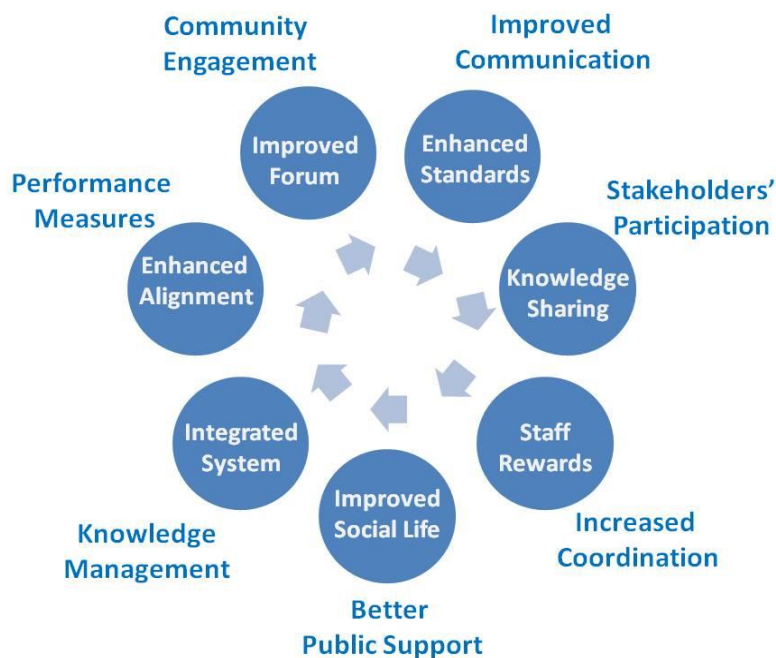 Community
Engagement
Improved
Communication
Improved
Forum
Enhanced
Standards
Performance
Measures
Stakeholders’
Participation
Enhanced
Alignment
Knowledge
Sharing
Integrated
System
Staff
Rewards
Improved
Social Life
Knowledge
Management
Increased
Coordination
Better
Public Support